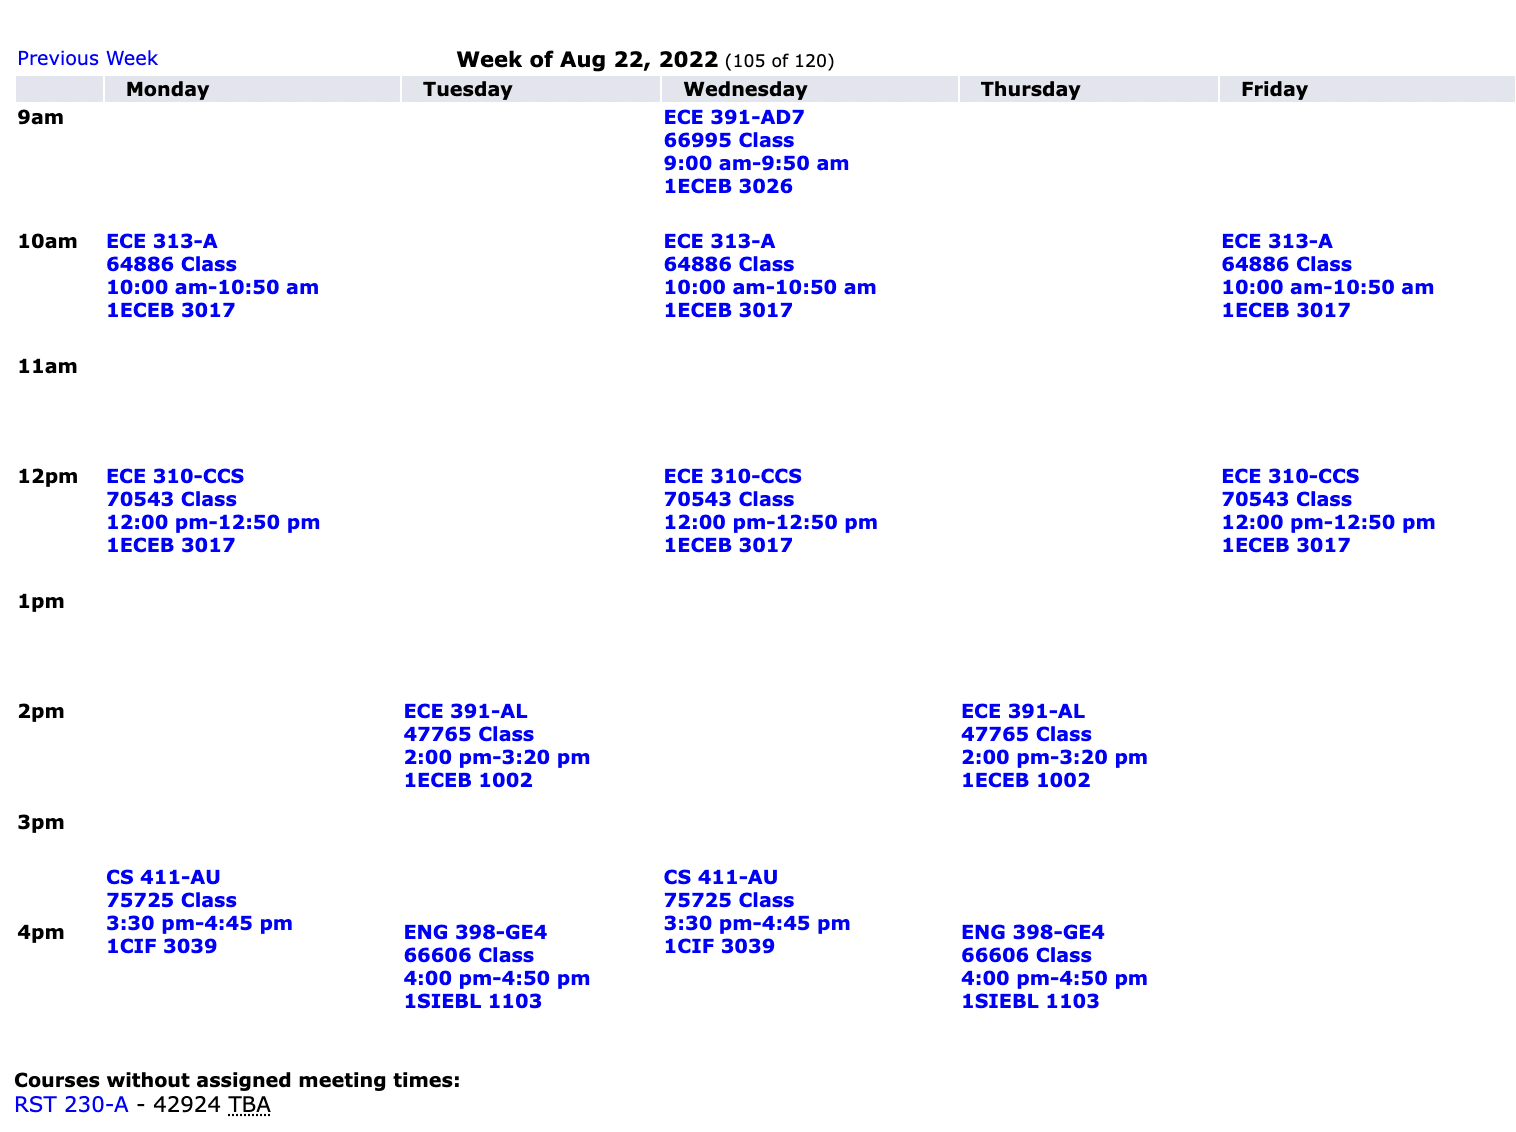 Previous Week
Week of Aug 22, 2022 (105 of 120)
Monday Tuesday Wednesday Thursday Friday
9am
ECE 391-AD7
66995 Class
9:00 am-9:50 am
1ECEB 3026
10am
ECE 313-A
64886 Class
10:00 am-10:50 am
1ECEB 3017
ECE 313-A
64886 Class
10:00 am-10:50 am
1ECEB 3017
ECE 313-A
64886 Class
10:00 am-10:50 am
1ECEB 3017
11am
12pm
ECE 310-CCS
70543 Class
12:00 pm-12:50 pm
1ECEB 3017
ECE 310-CCS
70543 Class
12:00 pm-12:50 pm
1ECEB 3017
ECE 310-CCS
70543 Class
12:00 pm-12:50 pm
1ECEB 3017
1pm
2pm
ECE 391-AL
47765 Class
2:00 pm-3:20 pm
1ECEB 1002
ECE 391-AL
47765 Class
2:00 pm-3:20 pm
1ECEB 1002
3pm
CS 411-AU
75725 Class
3:30 pm-4:45 pm
1CIF 3039
CS 411-AU
75725 Class
3:30 pm-4:45 pm
1CIF 3039
4pm
ENG 398-GE4
66606 Class
4:00 pm-4:50 pm
1SIEBL 1103
ENG 398-GE4
66606 Class
4:00 pm-4:50 pm
1SIEBL 1103
Courses without assigned meeting times:
RST 230-A - 42924 TBA